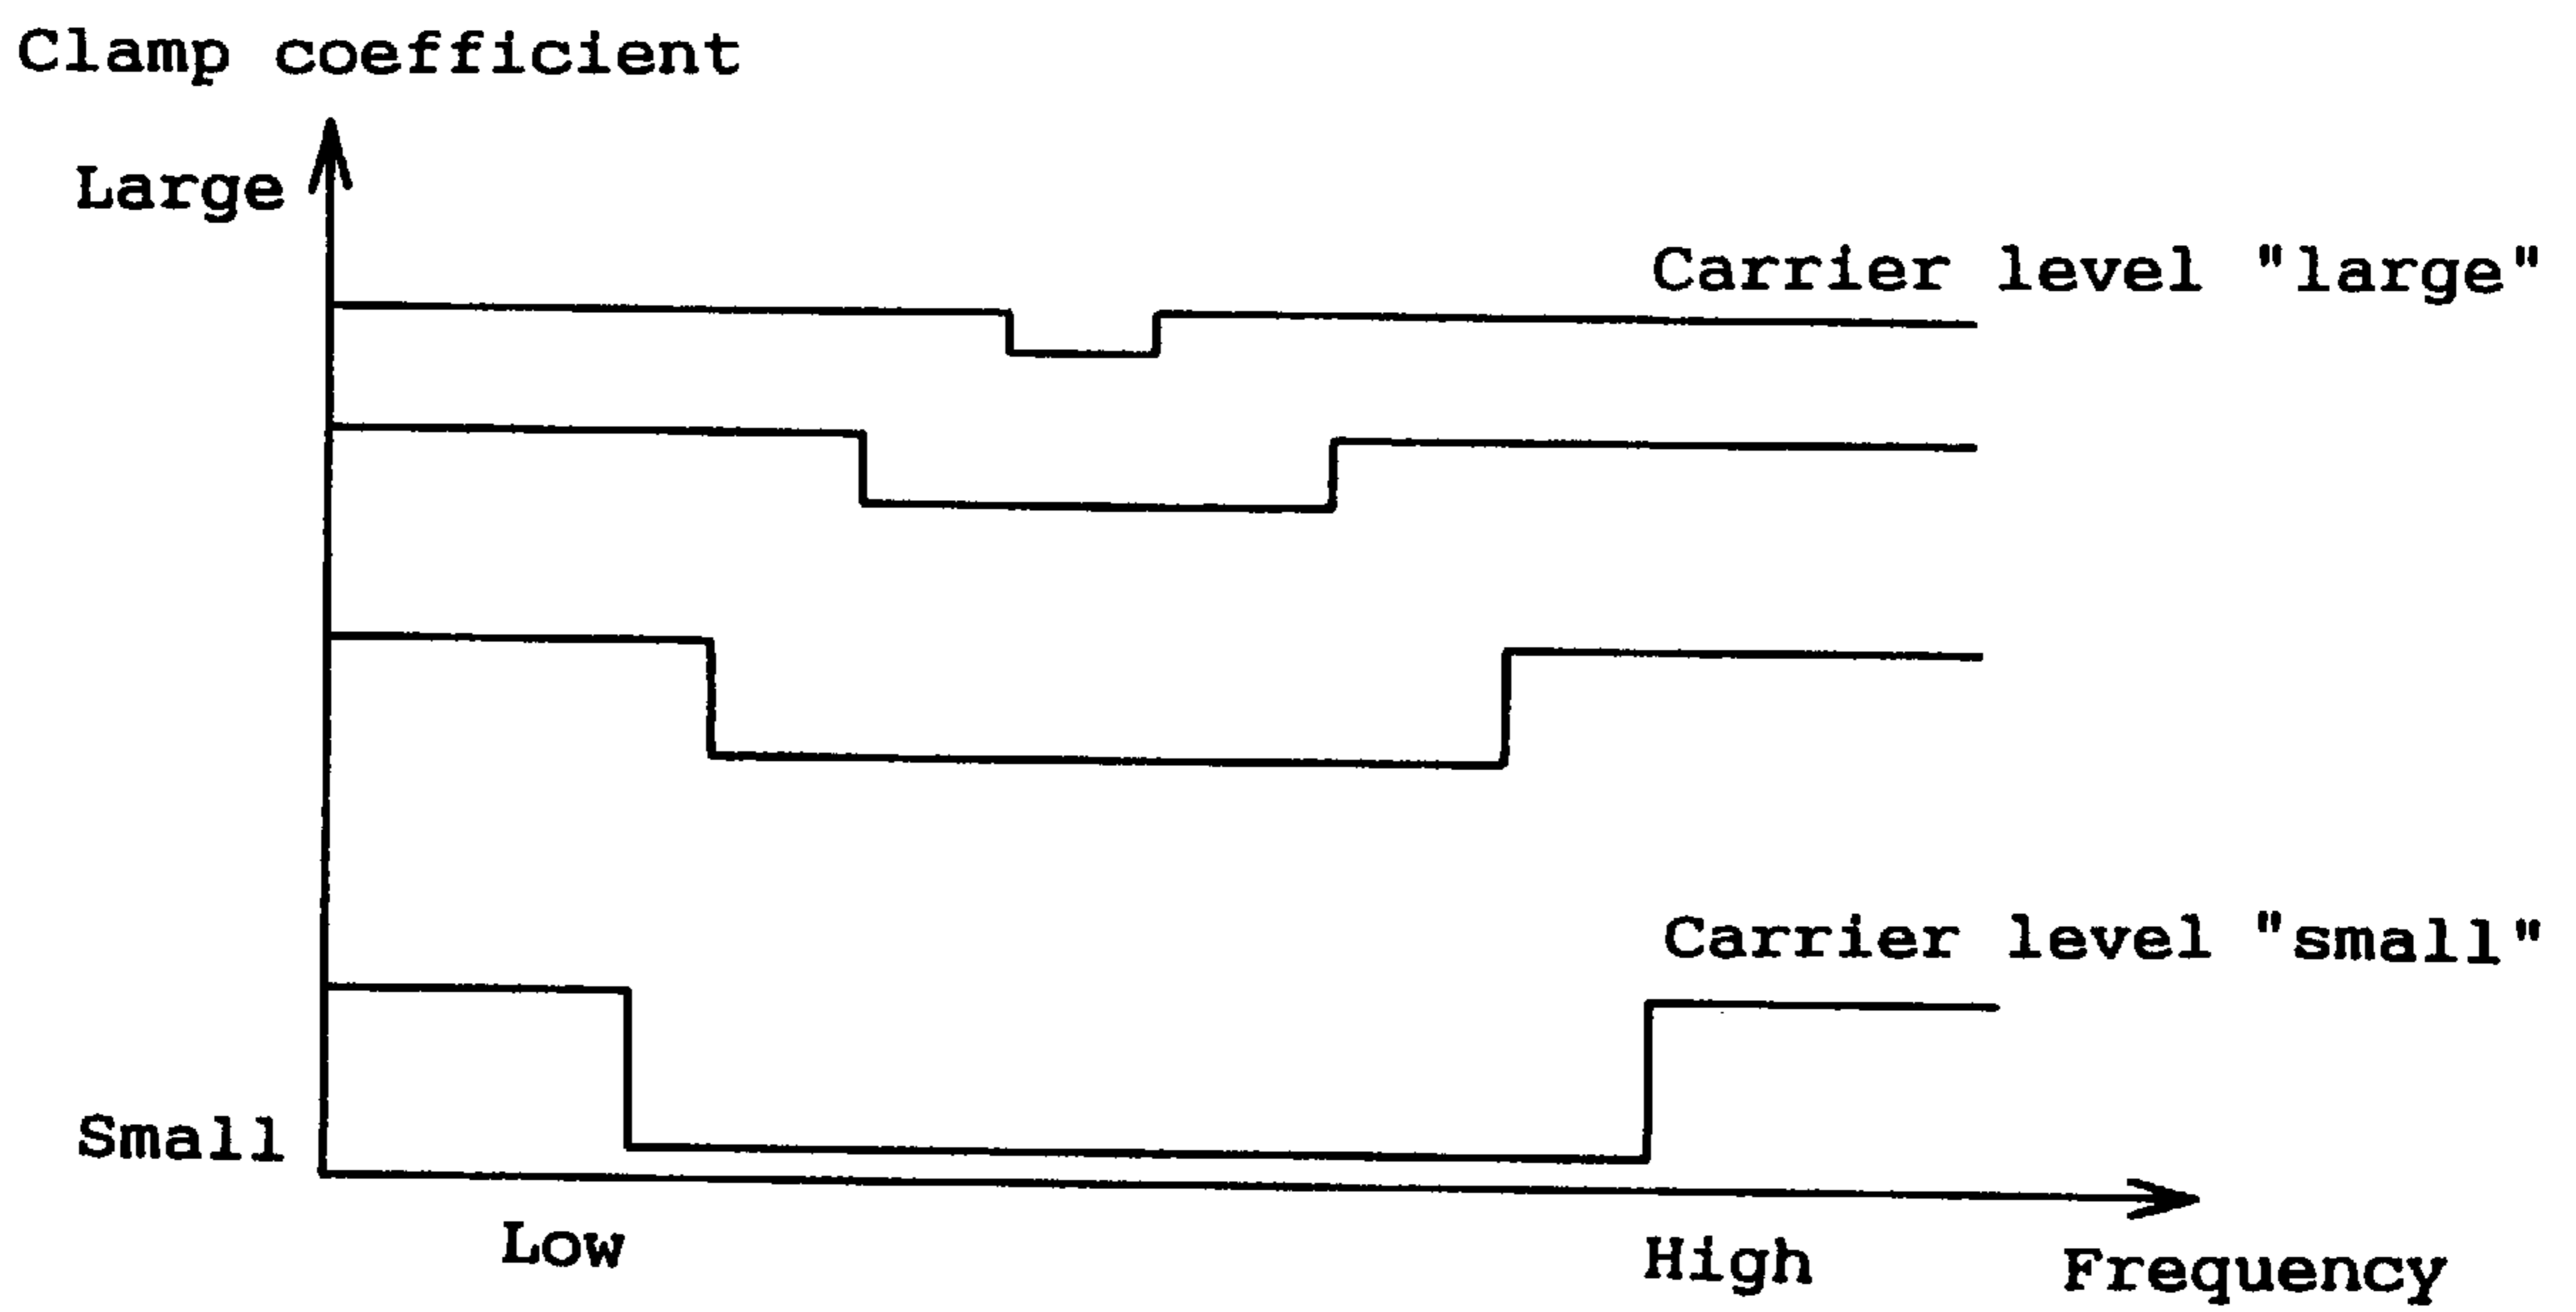 Clamp coefficient
Large
Carrier level "large"
Carrier level "small"
Small
Low
High
Frequency